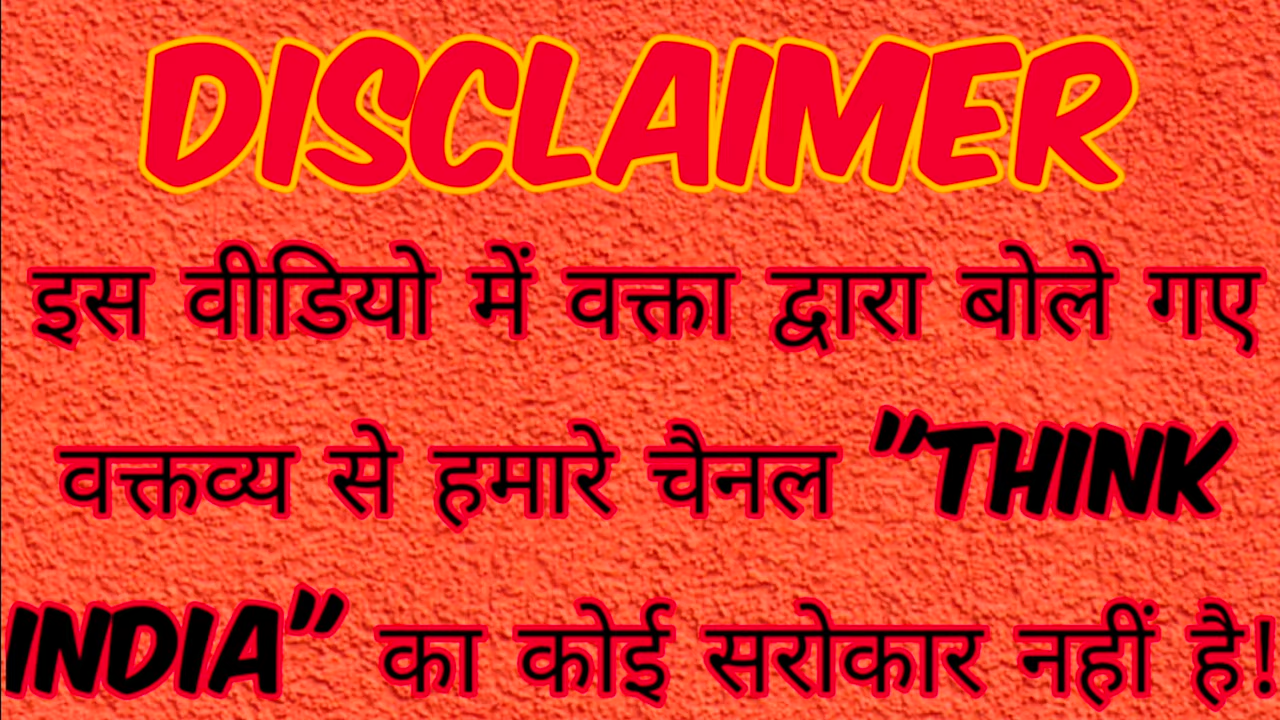 DISCLAIMER
इस वीडियो में वक्ता द्वारा बोले गए
वक्तव्य से हमारे चैनल "THINK
INDIA" का कोई सरोकार नहीं है!